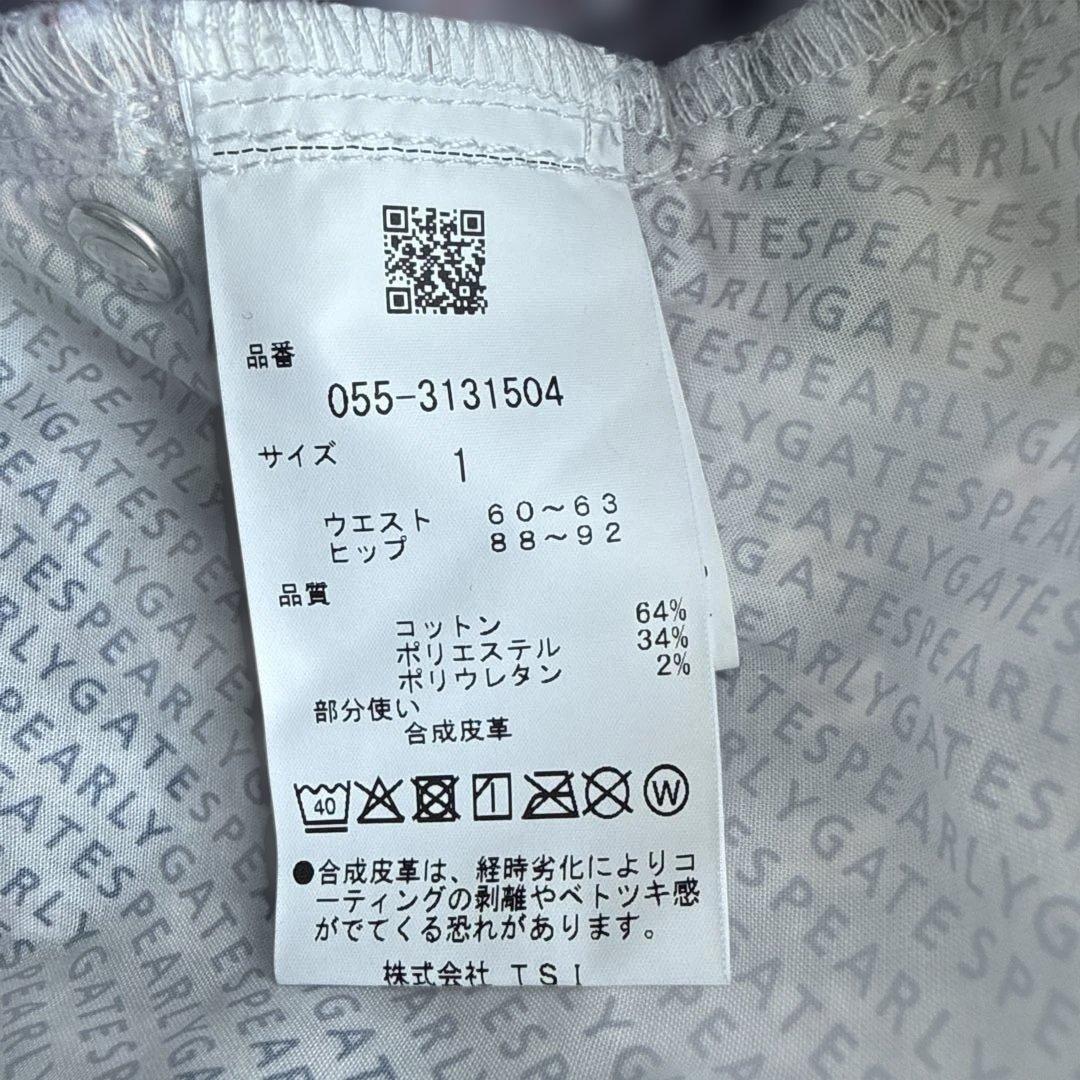 品番
055-3131504
サイズ 1
ウエスト 60～63
ヒップ 88～92
品質
コットン 64%
ポリエステル 34%
ポリウレタン 2%
部分使い
合成皮革
40 W
●合成皮革は、経時劣化によりコ
ーティングの剥離やベトツキ感
がでてくる恐れがあります。
株式会社 TSI
PEARLYGATES